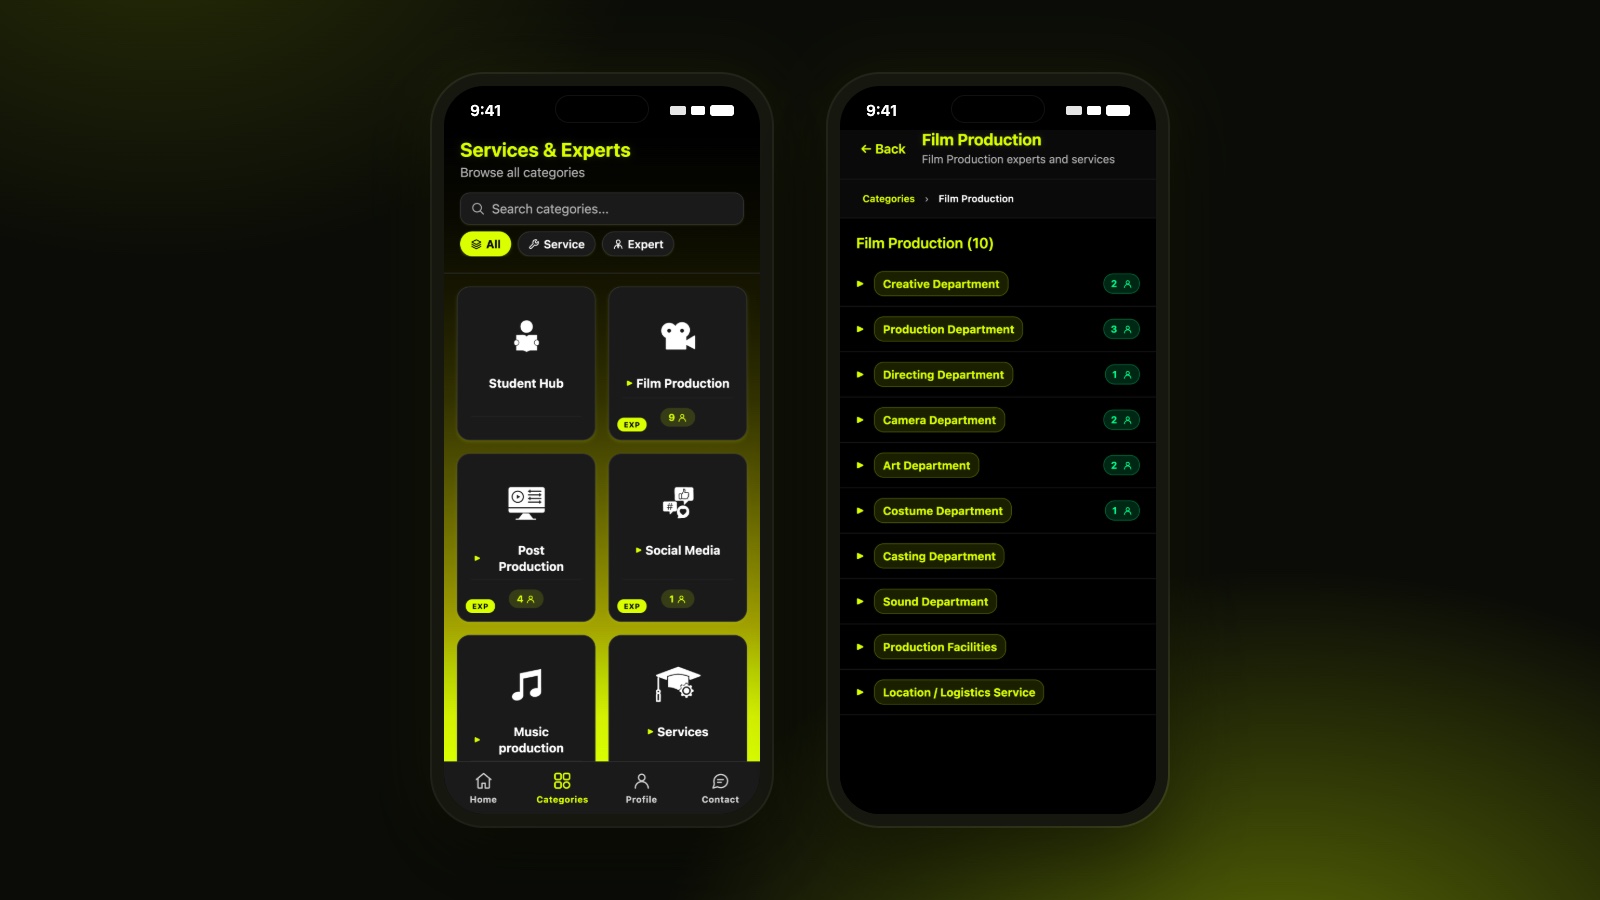 9:41
Services & Experts
Browse all categories
Search categories...
All
Service
Expert
Student Hub
Film Production
EXP
9
Post
Production
EXP
4
Social Media
EXP
1
Music
production
Services
Home
Categories
Profile
Contact
9:41
Back
Film Production
Film Production experts and services
Categories › Film Production
Film Production (10)
Creative Department
2
Production Department
3
Directing Department
1
Camera Department
2
Art Department
2
Costume Department
1
Casting Department
Sound Departmant
Production Facilities
Location / Logistics Service